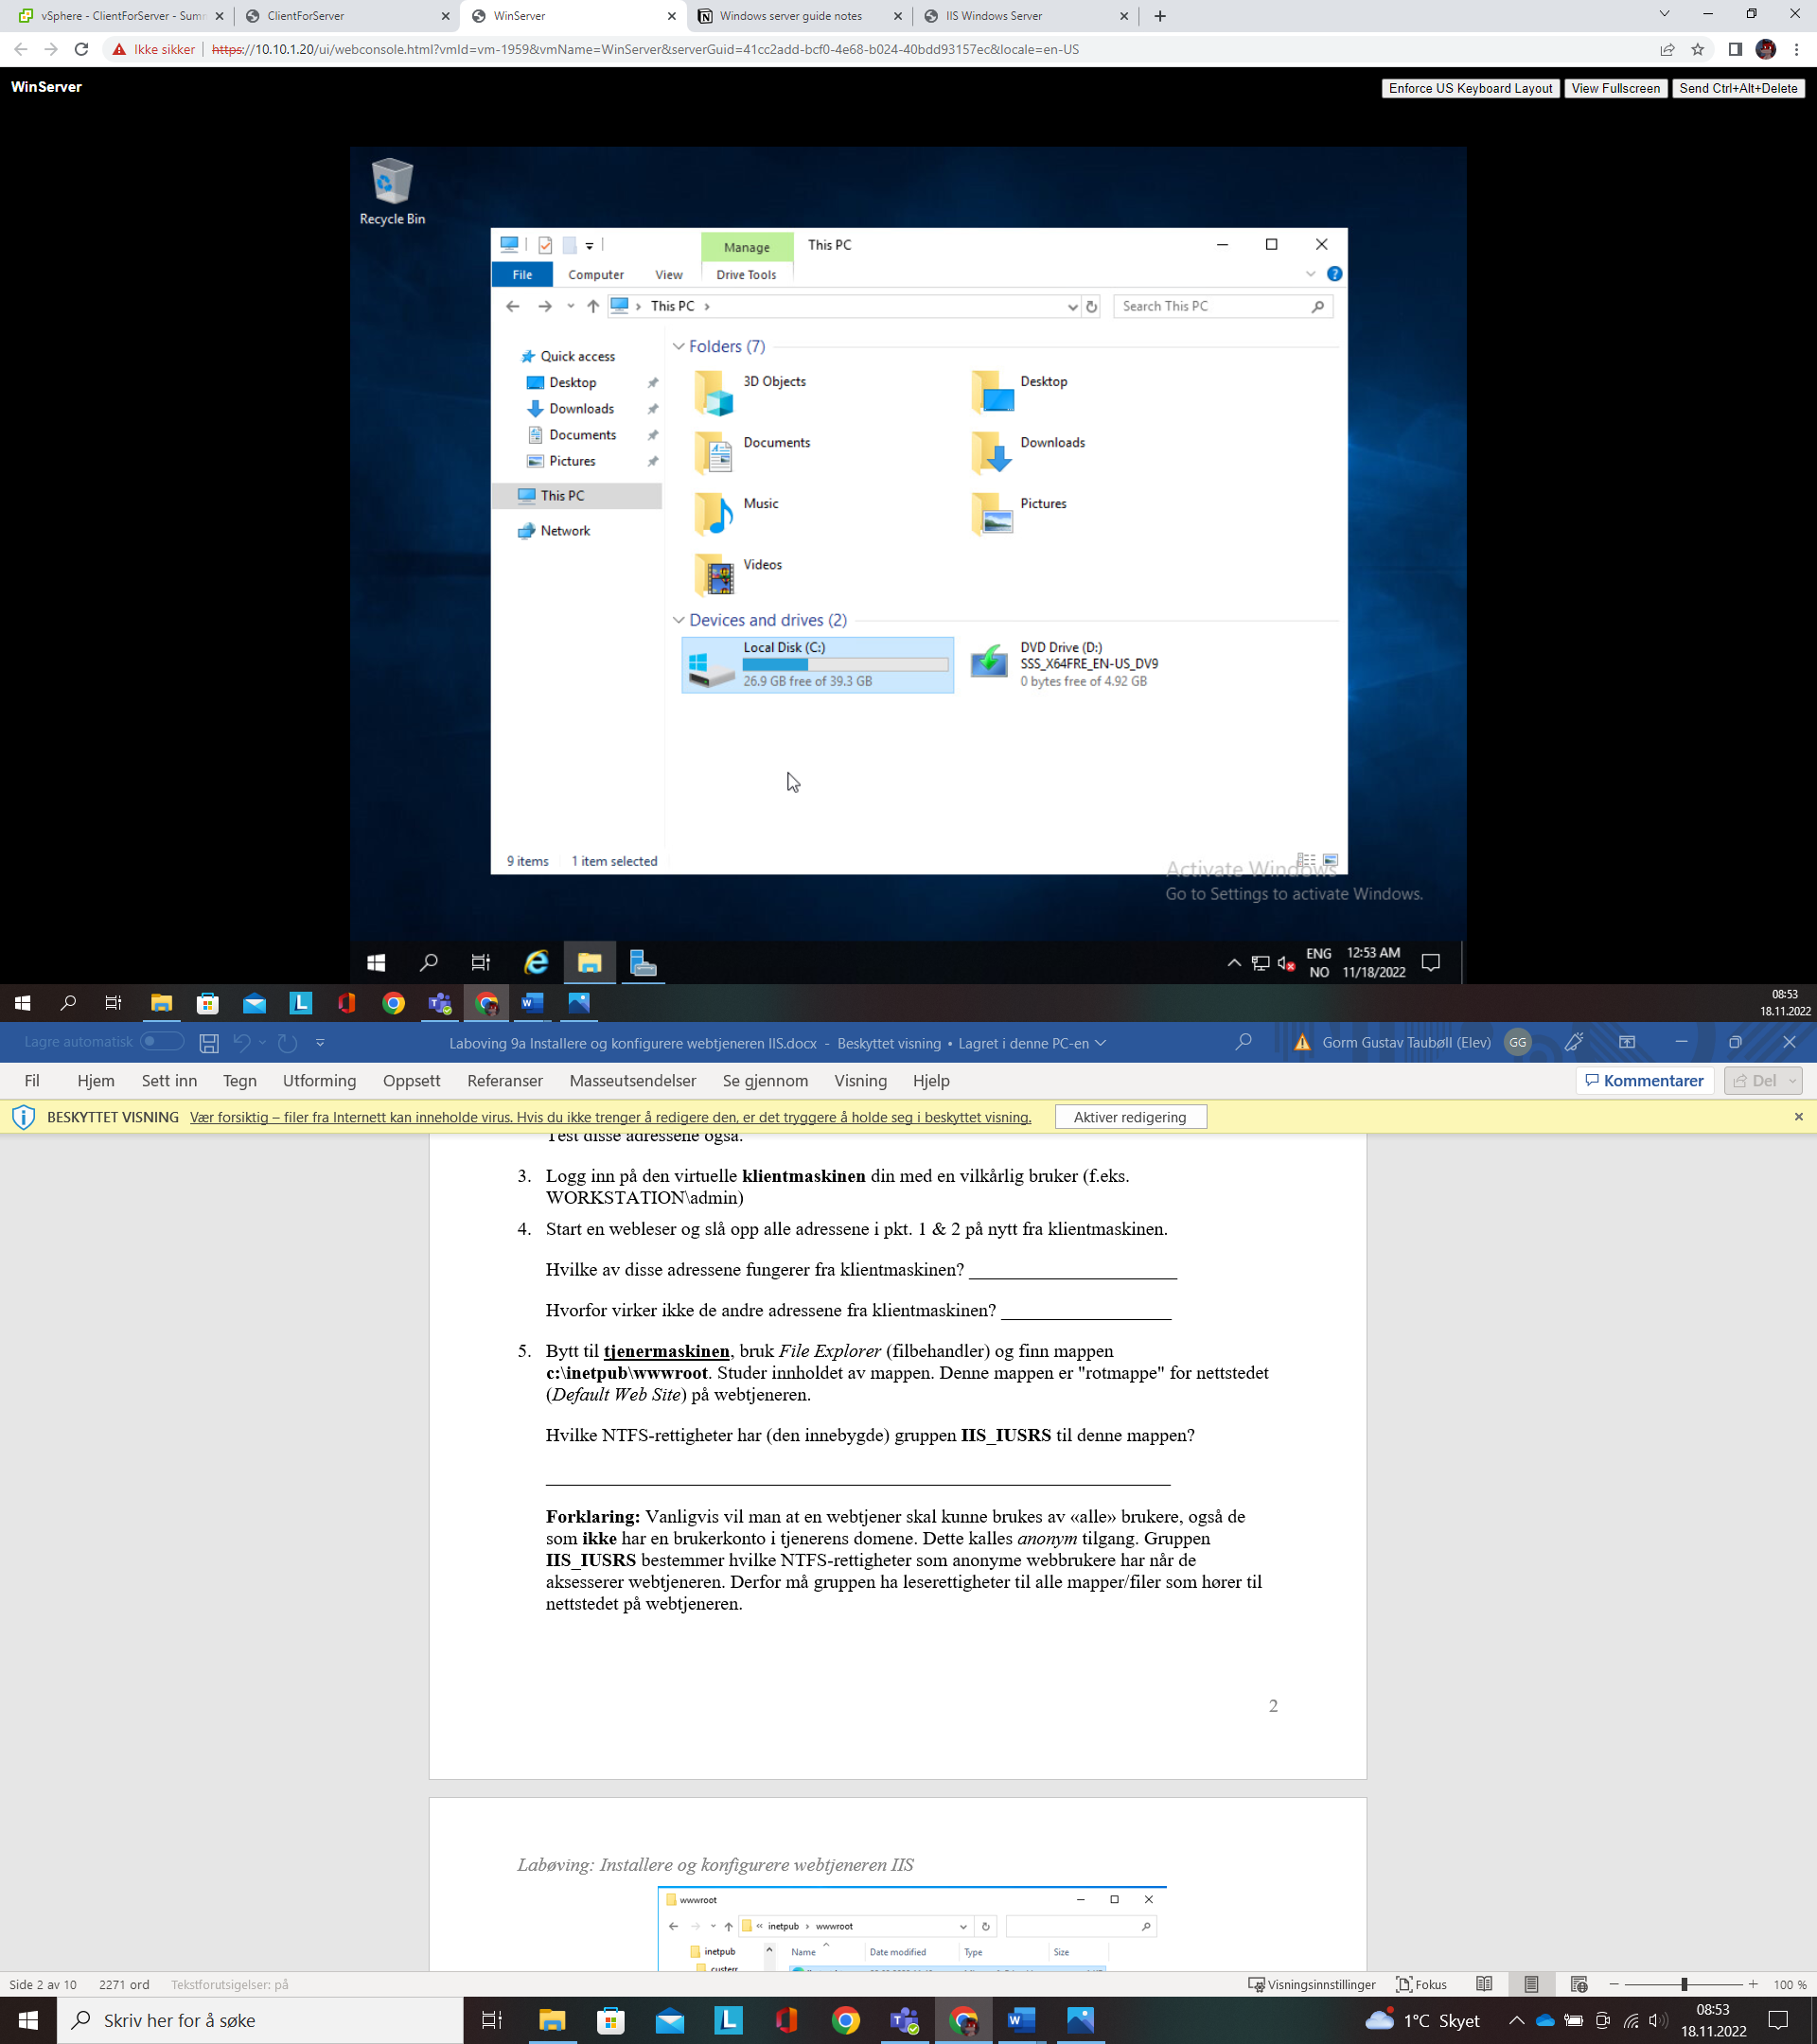 vSphere - ClientForServer - Sum
ClientForServer
WinServer
Windows server guide notes
IIS Windows Server
Ikke sikker
https://10.10.1.20/ui/webconsole.html?vmId=vm-1959&vmName=WinServer&serverGuid=41cc2add-bcf0-4e68-b024-40bdd93157ec&locale=en-US
WinServer
Enforce US Keyboard Layout
View Fullscreen
Send Ctrl+Alt+Delete
Recycle Bin
Manage
This PC
File
Computer
View
Drive Tools
This PC
Search This PC
Quick access
Desktop
Downloads
Documents
Pictures
This PC
Network
Folders (7)
3D Objects
Desktop
Documents
Downloads
Music
Pictures
Videos
Devices and drives (2)
Local Disk (C:)
26.9 GB free of 39.3 GB
DVD Drive (D:)
SSS_X64FRE_EN-US_DV9
0 bytes free of 4.92 GB
9 items
1 item selected
Activate Windows
Go to Settings to activate Windows.
ENG
NO
12:53 AM
11/18/2022
08:53
18.11.2022
Lagre automatisk
Laboving 9a Installere og konfigurere webtjeneren IIS.docx - Beskyttet visning • Lagret i denne PC-en
Gorm Gustav Taubøll (Elev)
GG
Fil
Hjem
Sett inn
Tegn
Utforming
Oppsett
Referanser
Masseutsendelser
Se gjennom
Visning
Hjelp
Kommentarer
Del
BESKYTTET VISNING
Vær forsiktig – filer fra Internett kan inneholde virus. Hvis du ikke trenger å redigere den, er det tryggere å holde seg i beskyttet visning.
Aktiver redigering
Test disse adressene også.
3. Logg inn på den virtuelle klientmaskinen din med en vilkårlig bruker (f.eks.
WORKSTATION\admin)
4. Start en webleser og slå opp alle adressene i pkt. 1 & 2 på nytt fra klientmaskinen.
Hvilke av disse adressene fungerer fra klientmaskinen?
Hvorfor virker ikke de andre adressene fra klientmaskinen?
5. Bytt til tjenermaskinen, bruk File Explorer (filbehandler) og finn mappen
c:\inetpub\wwwroot. Studer innholdet av mappen. Denne mappen er "rotmappe" for nettstedet
(Default Web Site) på webtjeneren.
Hvilke NTFS-rettigheter har (den innebygde) gruppen IIS_IUSRS til denne mappen?
Forklaring: Vanligvis vil man at en webtjener skal kunne brukes av «alle» brukere, også de
som ikke har en brukerkonto i tjenerens domene. Dette kalles anonym tilgang. Gruppen
IIS_IUSRS bestemmer hvilke NTFS-rettigheter som anonyme webbrukere har når de
aksesserer webtjeneren. Derfor må gruppen ha leserettigheter til alle mapper/filer som hører til
nettstedet på webtjeneren.
2
Labøving: Installere og konfigurere webtjeneren IIS
wwwroot
« inetpub › wwwroot
inetpub
custerr
Name
Date modified
Type
Size
Side 2 av 10
2271 ord
Tekstforutsigelser: på
Visningsinnstillinger
Fokus
100 %
Skriv her for å søke
1°C Skyet
08:53
18.11.2022